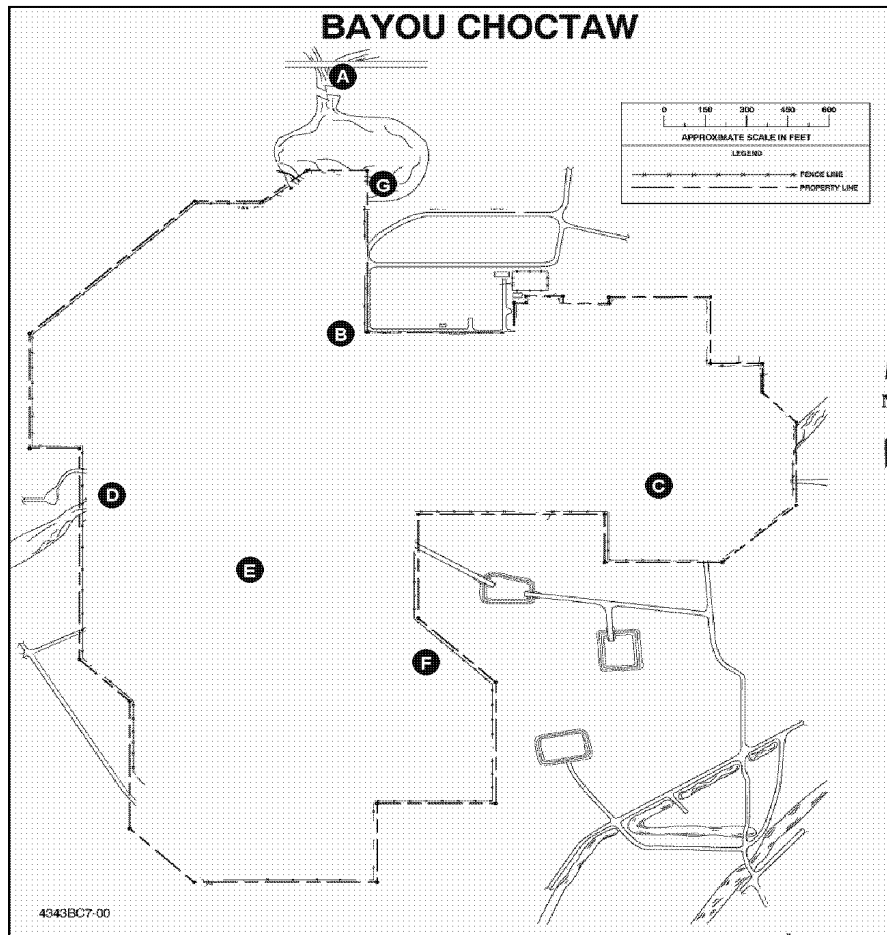 BAYOU CHOCTAW
A
0 150 300 450 600
APPROXIMATE SCALE IN FEET
LEGEND
FENCE LINE
PROPERTY LINE
G
B
C
D
E
F
4343BC7-00